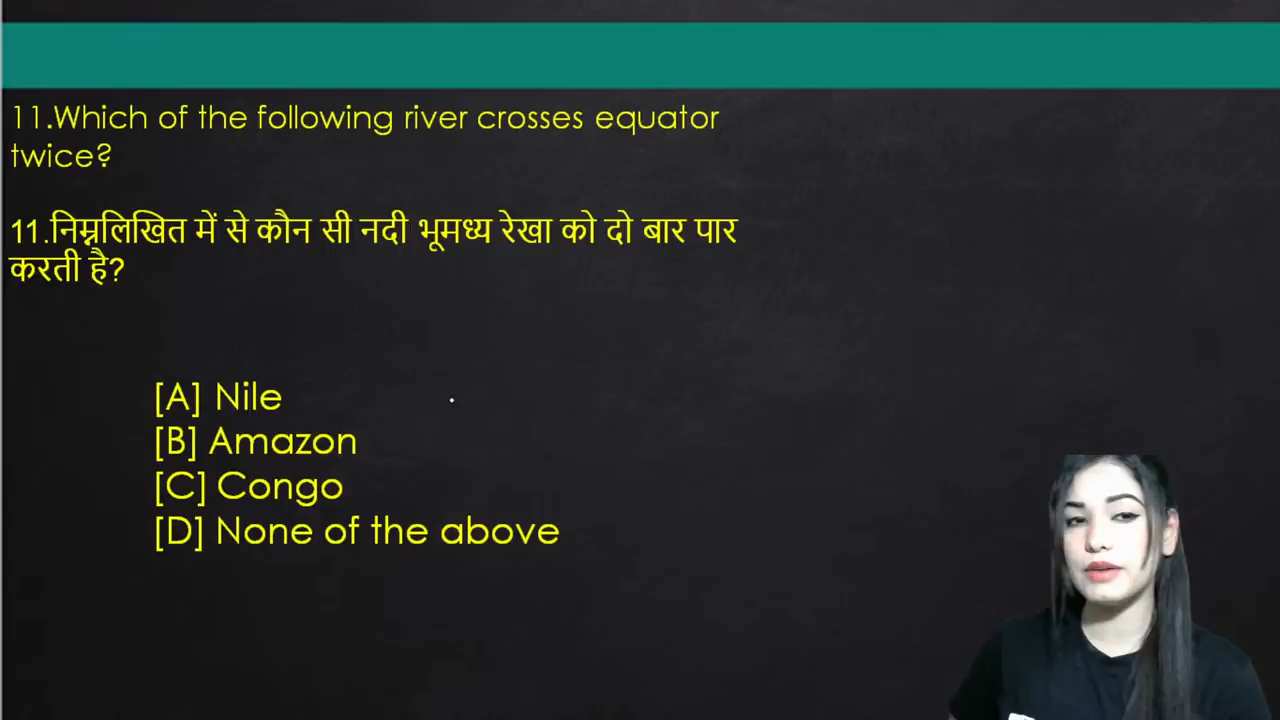 11.Which of the following river crosses equator
twice?
11.निम्नलिखित में से कौन सी नदी भूमध्य रेखा को दो बार पार
करती है?
[A] Nile
[B] Amazon
[C] Congo
[D] None of the above